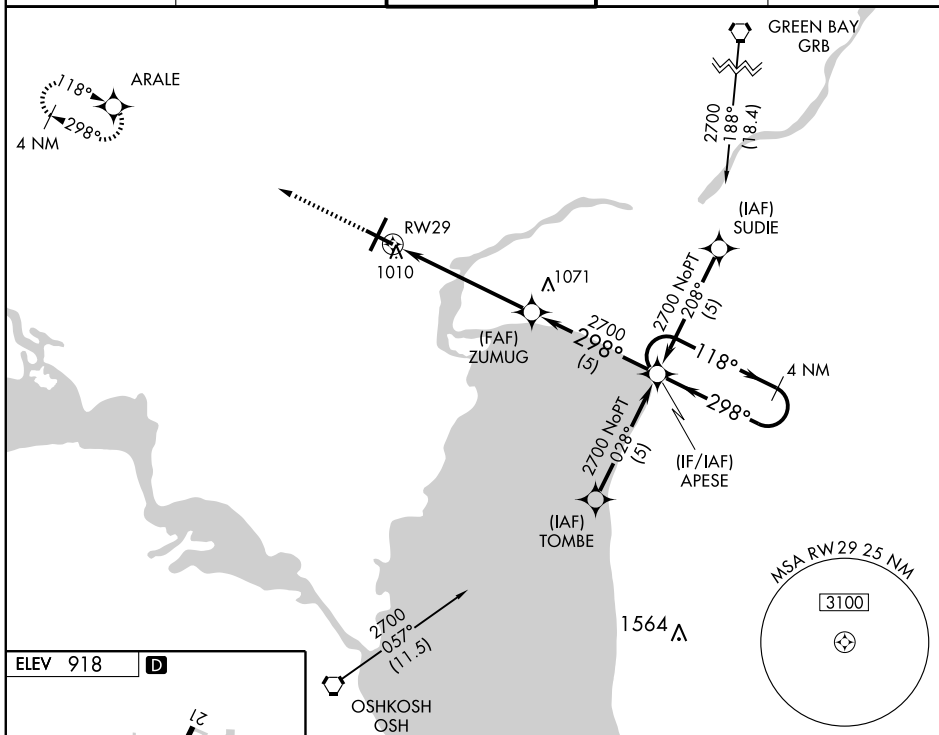 GREEN BAY
GRB
2700
188°
(18.4)
ARALE
118°
298°
4 NM
(IAF)
SUDIE
RW29
1010
1071
2700 NoPT
208°
(5)
(FAF)
ZUMUG
2700
298°
(5)
118°
4 NM
298°
(IF/IAF)
APESE
2700 NoPT
028°
(5)
(IAF)
TOMBE
MSA RW29 25 NM
3100
1564
2700
057°
(11.5)
OSHKOSH
OSH
ELEV 918 D
21